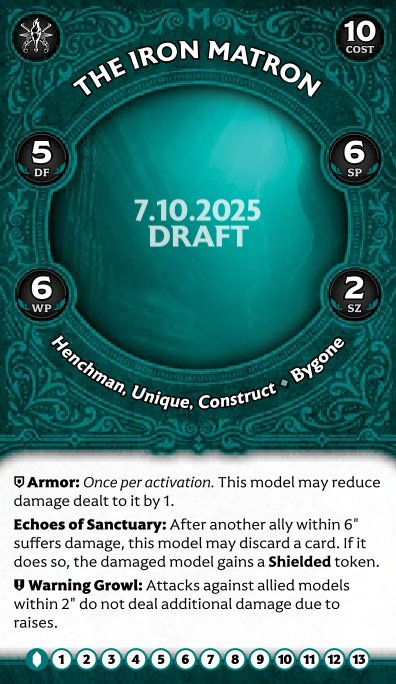 10
COST
THE IRON MATRON
5
DF
6
SP
7.10.2025
DRAFT
6
WP
2
SZ
Henchman, Unique, Construct ⬥ Bygone
Armor: Once per activation. This model may reduce
damage dealt to it by 1.
Echoes of Sanctuary: After another ally within 6"
suffers damage, this model may discard a card. If it
does so, the damaged model gains a Shielded token.
Warning Growl: Attacks against allied models
within 2" do not deal additional damage due to
raises.
1 2 3 4 5 6 7 8 9 10 11 12 13